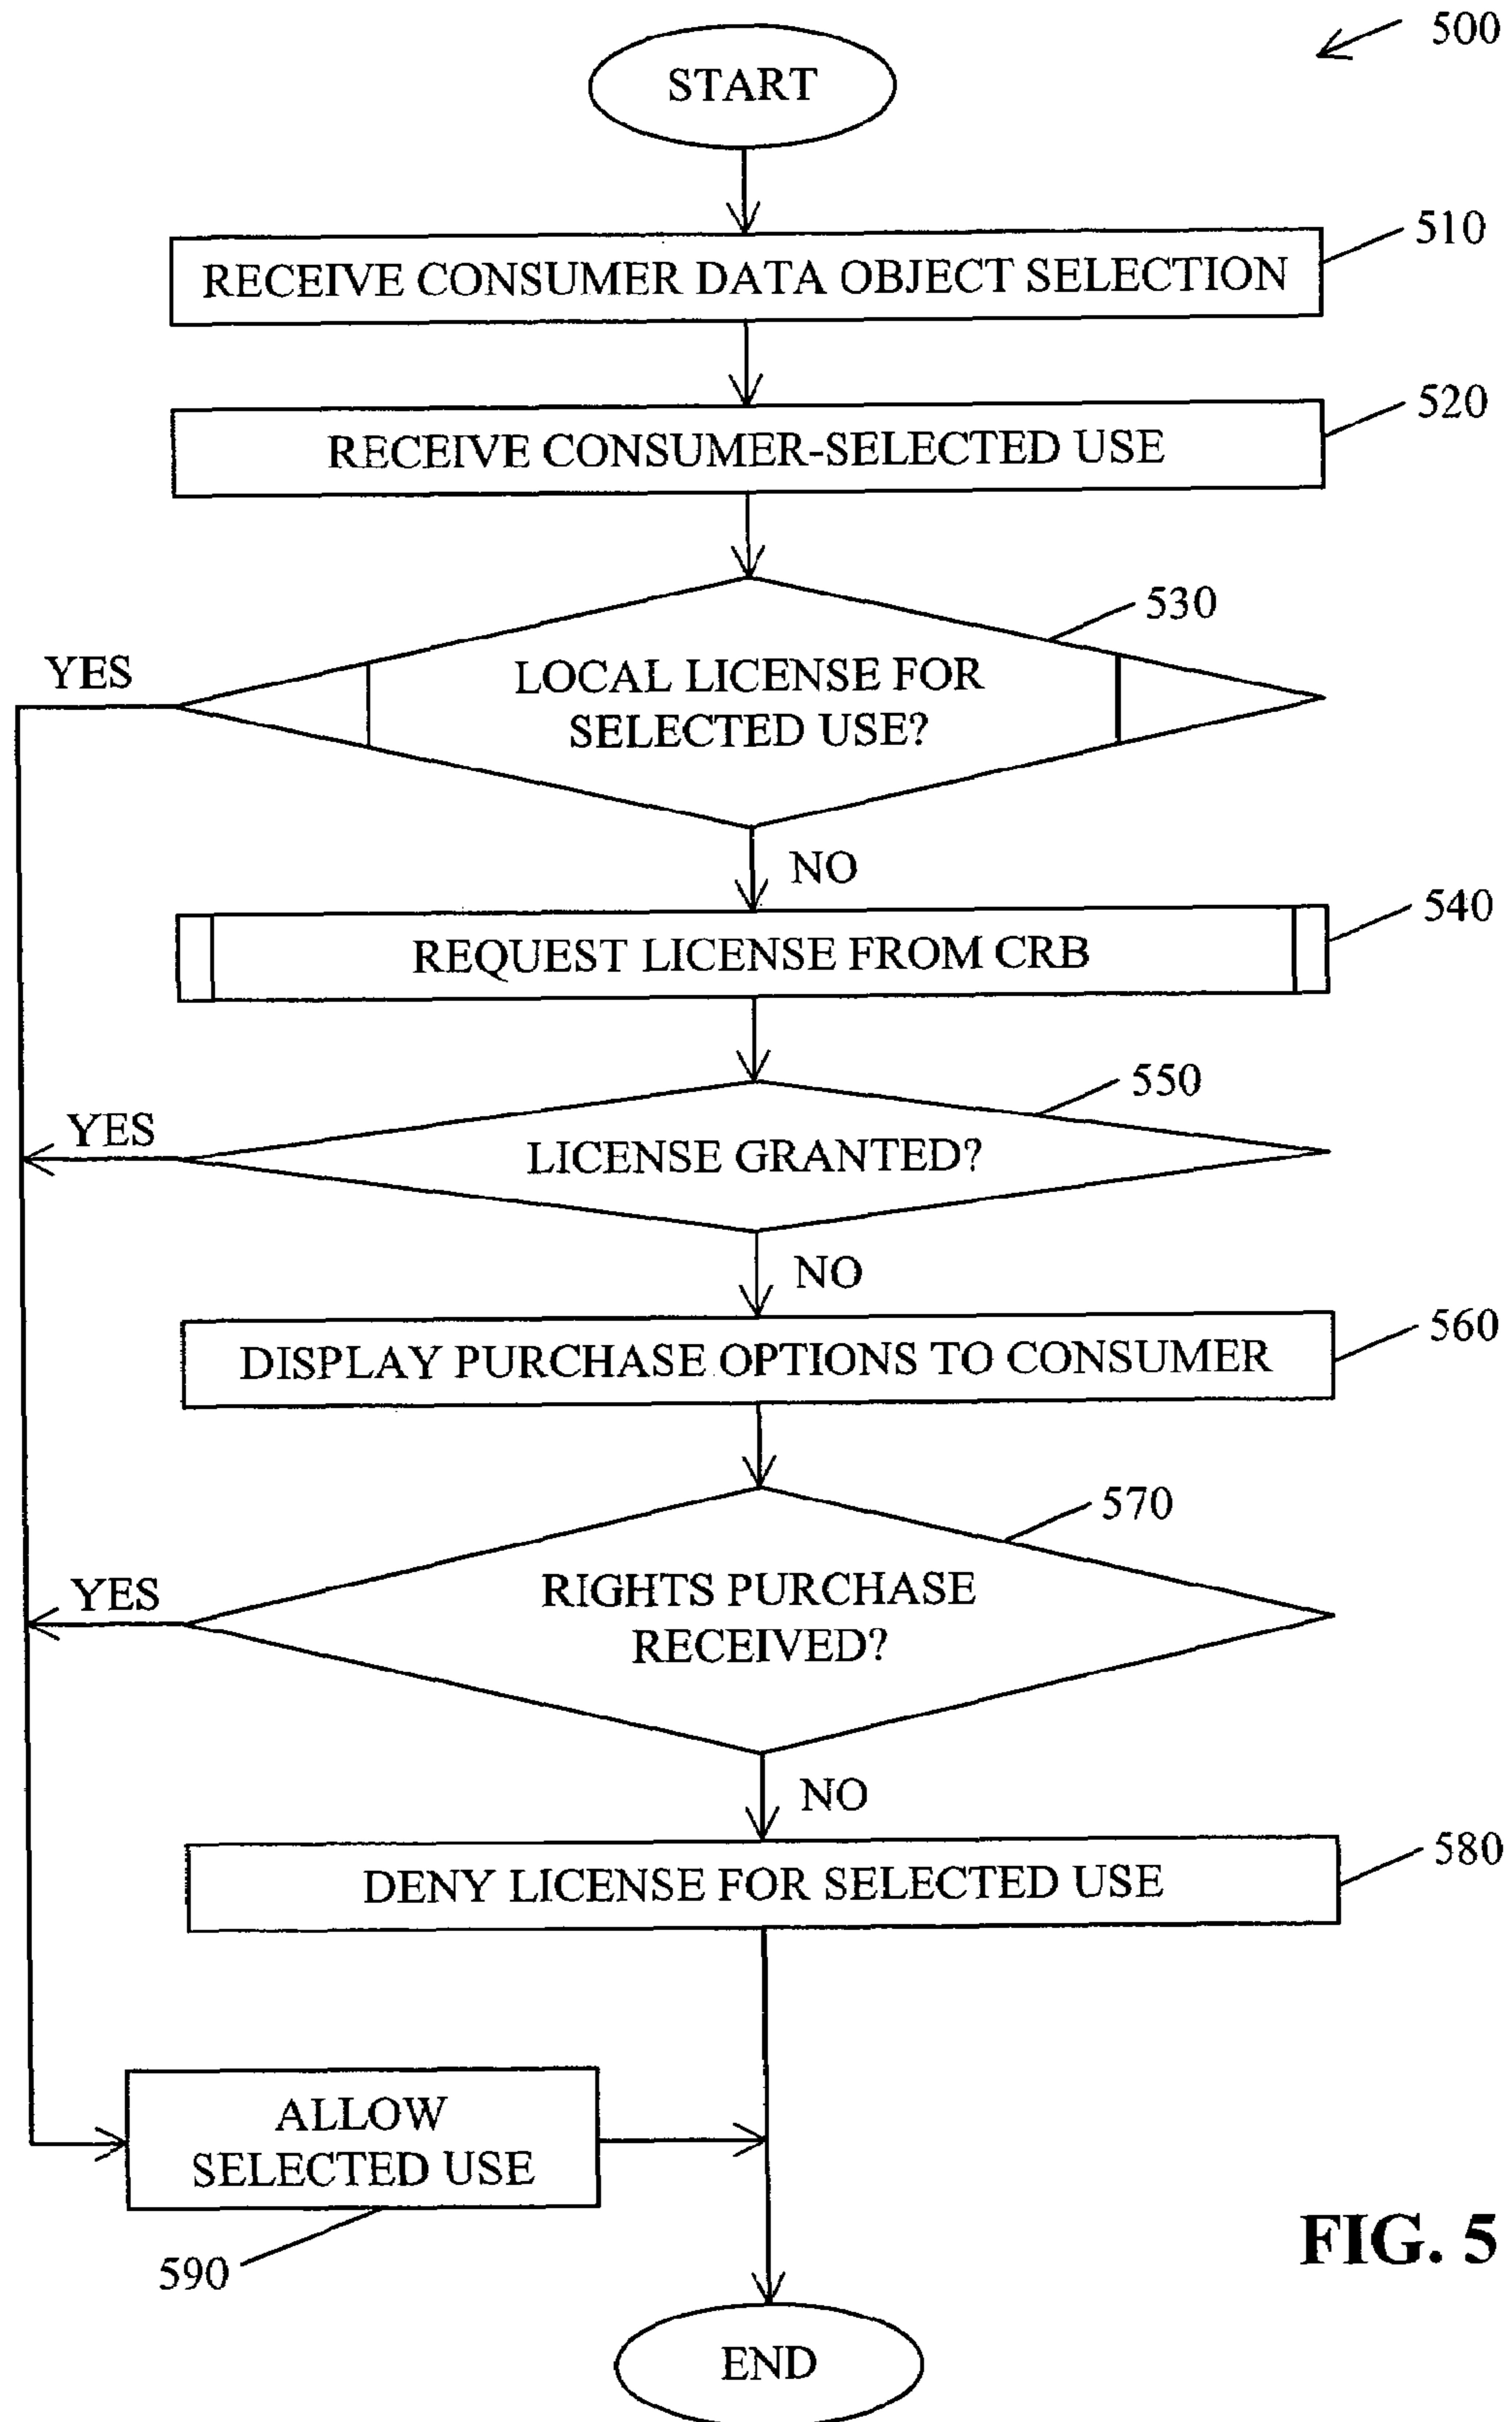 500
START
510
RECEIVE CONSUMER DATA OBJECT SELECTION
520
RECEIVE CONSUMER-SELECTED USE
530
YES
LOCAL LICENSE FOR
SELECTED USE?
NO
540
REQUEST LICENSE FROM CRB
550
YES
LICENSE GRANTED?
NO
560
DISPLAY PURCHASE OPTIONS TO CONSUMER
570
YES
RIGHTS PURCHASE
RECEIVED?
NO
580
DENY LICENSE FOR SELECTED USE
ALLOW
SELECTED USE
590
FIG. 5
END